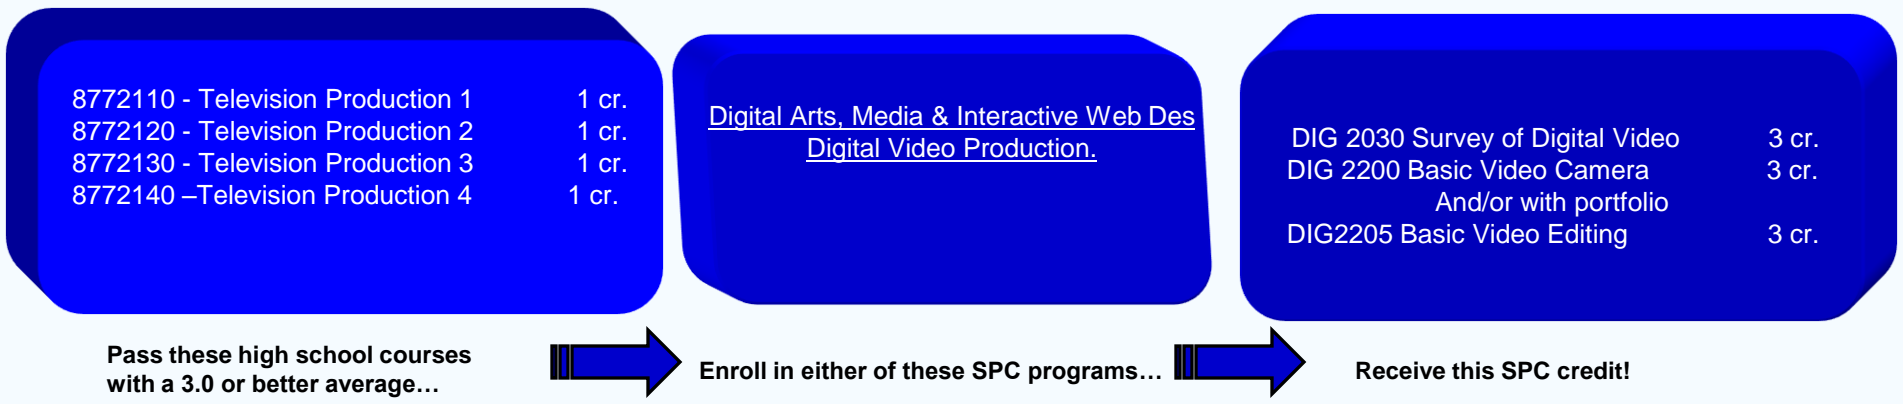 8772110 - Television Production 1 1 cr.
8772120 - Television Production 2 1 cr.
8772130 - Television Production 3 1 cr.
8772140 –Television Production 4 1 cr.
Digital Arts, Media & Interactive Web Des
Digital Video Production.
DIG 2030 Survey of Digital Video 3 cr.
DIG 2200 Basic Video Camera 3 cr.
And/or with portfolio
DIG2205 Basic Video Editing 3 cr.
Pass these high school courses
with a 3.0 or better average…
Enroll in either of these SPC programs…
Receive this SPC credit!